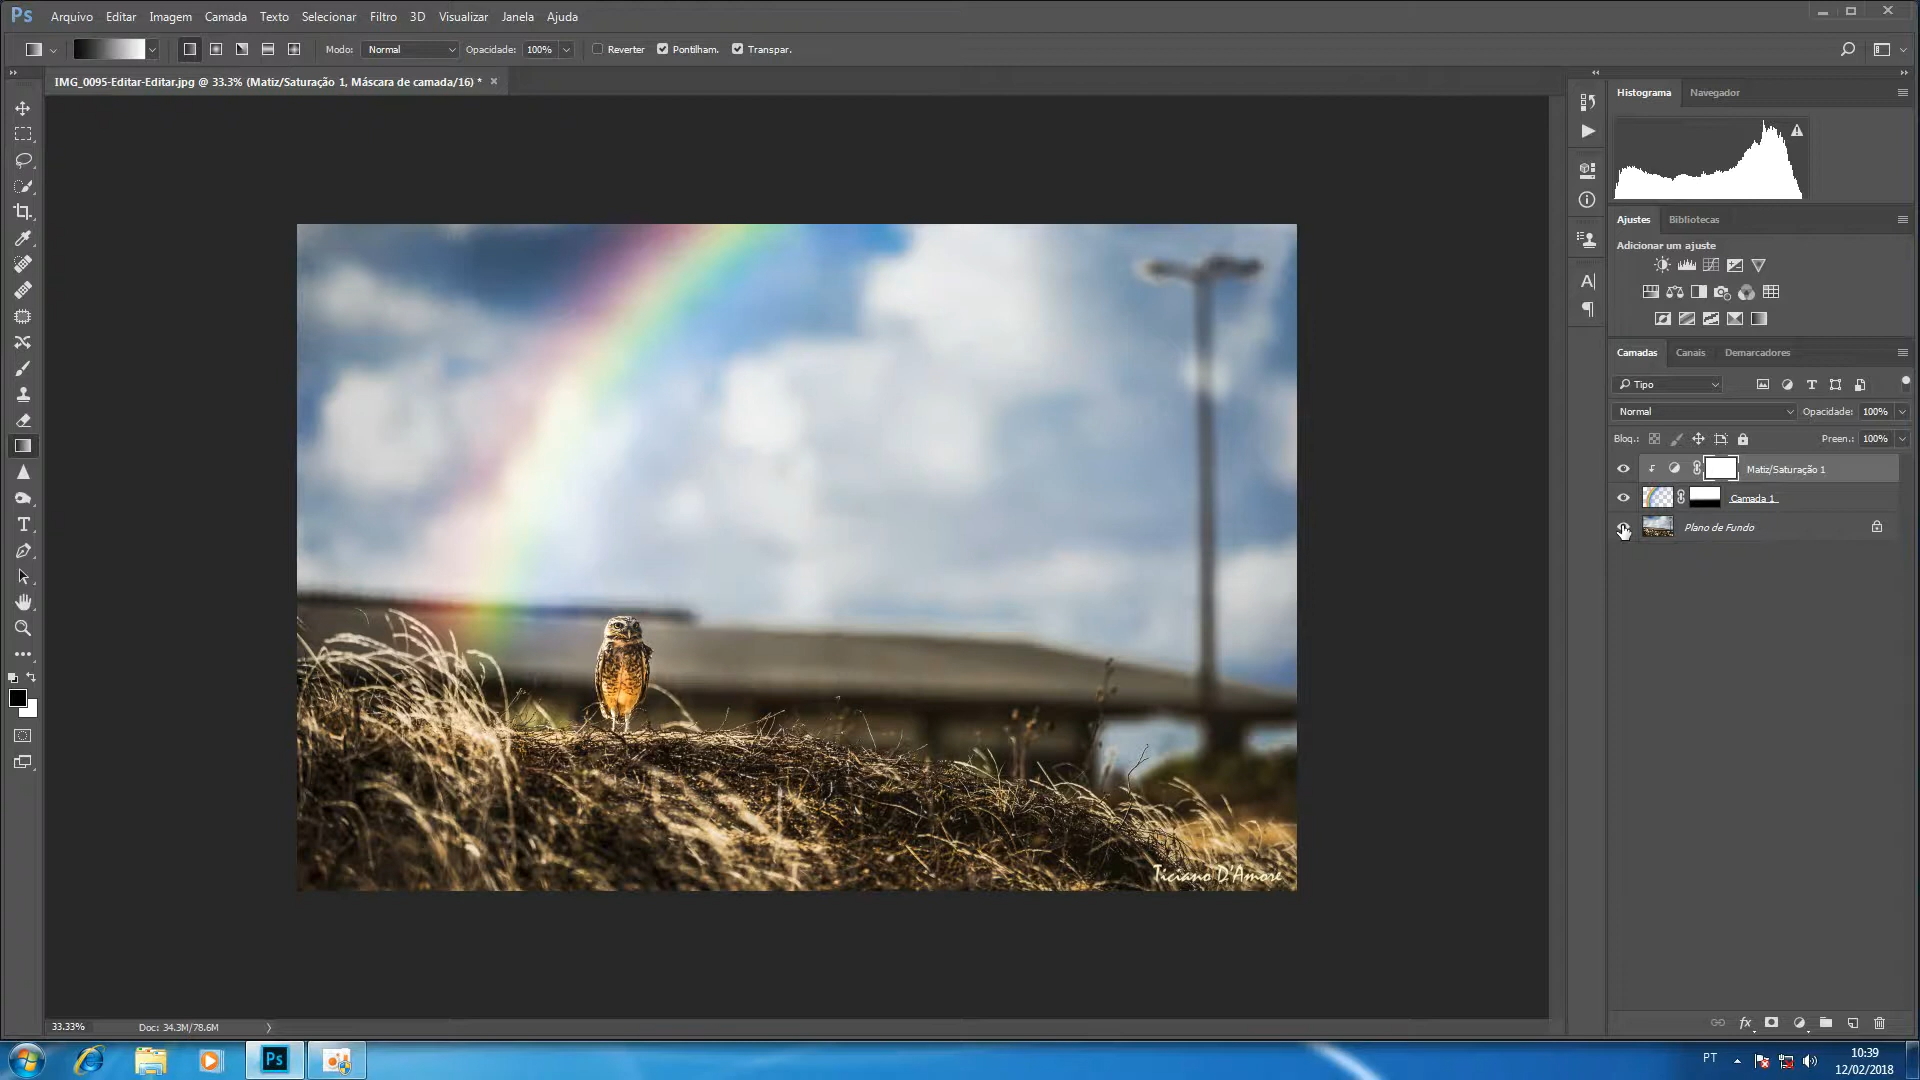 Ps Arquivo Editar Imagem Camada Texto Selecionar Filtro 3D Visualizar Janela Ajuda
Modo: Normal Opacidade: 100% Reverter Pontilham. Transpar.
IMG_0095-Editar-Editar.jpg @ 33.3% (Matiz/Saturação 1, Máscara de camada/16) * ×
Histograma Navegador
Ajustes Bibliotecas
Adicionar um ajuste
Camadas Canais Demarcadores
Tipo
Normal Opacidade: 100%
Bloq.: Preen.: 100%
Matiz/Saturação 1
Camada 1
Plano de Fundo
Ticiano D'Amore
33.33% Doc: 34.3M/78.6M
Ps PT 10:39
12/02/2018